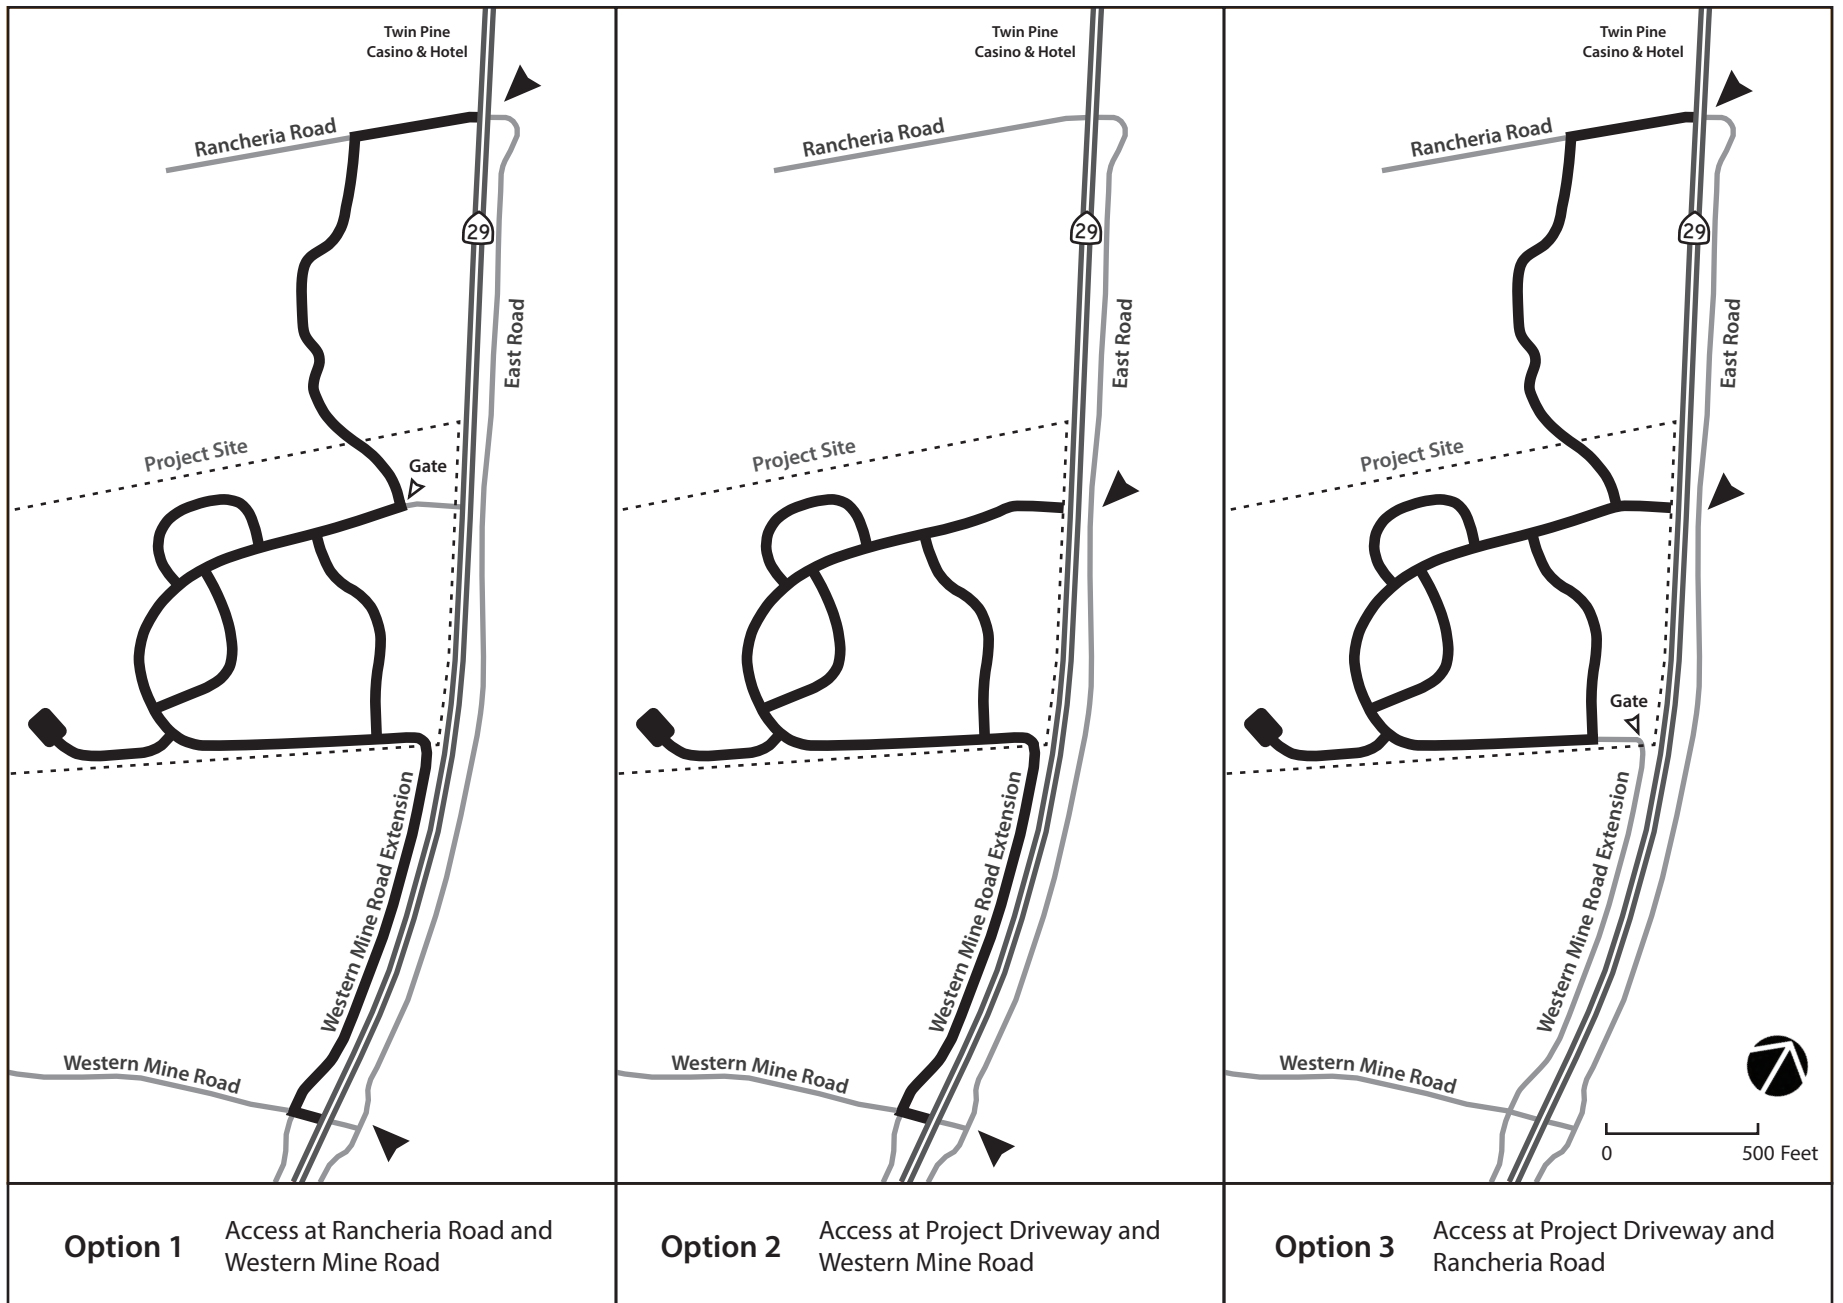 Twin Pine
Casino & Hotel
Rancheria Road
29
East Road
Project Site
Gate
Western Mine Road Extension
Western Mine Road
Option 1
Access at Rancheria Road and
Western Mine Road
Twin Pine
Casino & Hotel
Rancheria Road
29
East Road
Project Site
Western Mine Road Extension
Western Mine Road
Option 2
Access at Project Driveway and
Western Mine Road
Twin Pine
Casino & Hotel
Rancheria Road
29
East Road
Project Site
Gate
Western Mine Road Extension
Western Mine Road
0 500 Feet
Option 3
Access at Project Driveway and
Rancheria Road